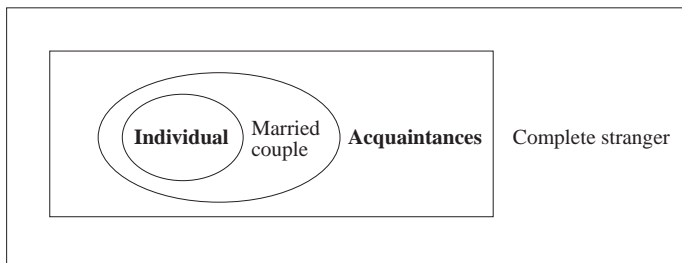 Individual
Married
couple
Acquaintances
Complete stranger